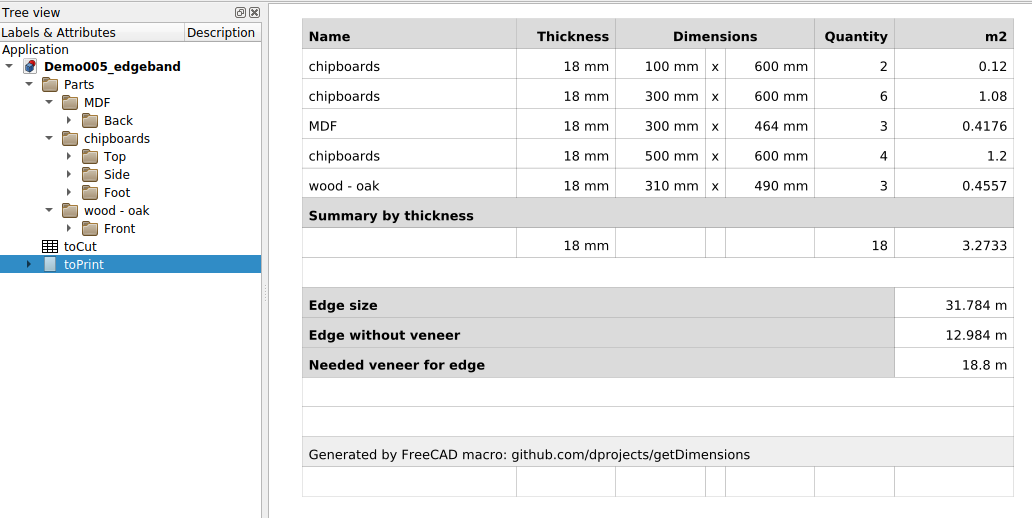 Tree view
Labels & Attributes Description
Application
Demo005_edgeband
Parts
MDF
Back
chipboards
Top
Side
Foot
wood - oak
Front
toCut
toPrint
Name Thickness Dimensions Quantity m2
chipboards 18 mm 100 mm x 600 mm 2 0.12
chipboards 18 mm 300 mm x 600 mm 6 1.08
MDF 18 mm 300 mm x 464 mm 3 0.4176
chipboards 18 mm 500 mm x 600 mm 4 1.2
wood - oak 18 mm 310 mm x 490 mm 3 0.4557
Summary by thickness
18 mm 18 3.2733
Edge size 31.784 m
Edge without veneer 12.984 m
Needed veneer for edge 18.8 m
Generated by FreeCAD macro: github.com/dprojects/getDimensions